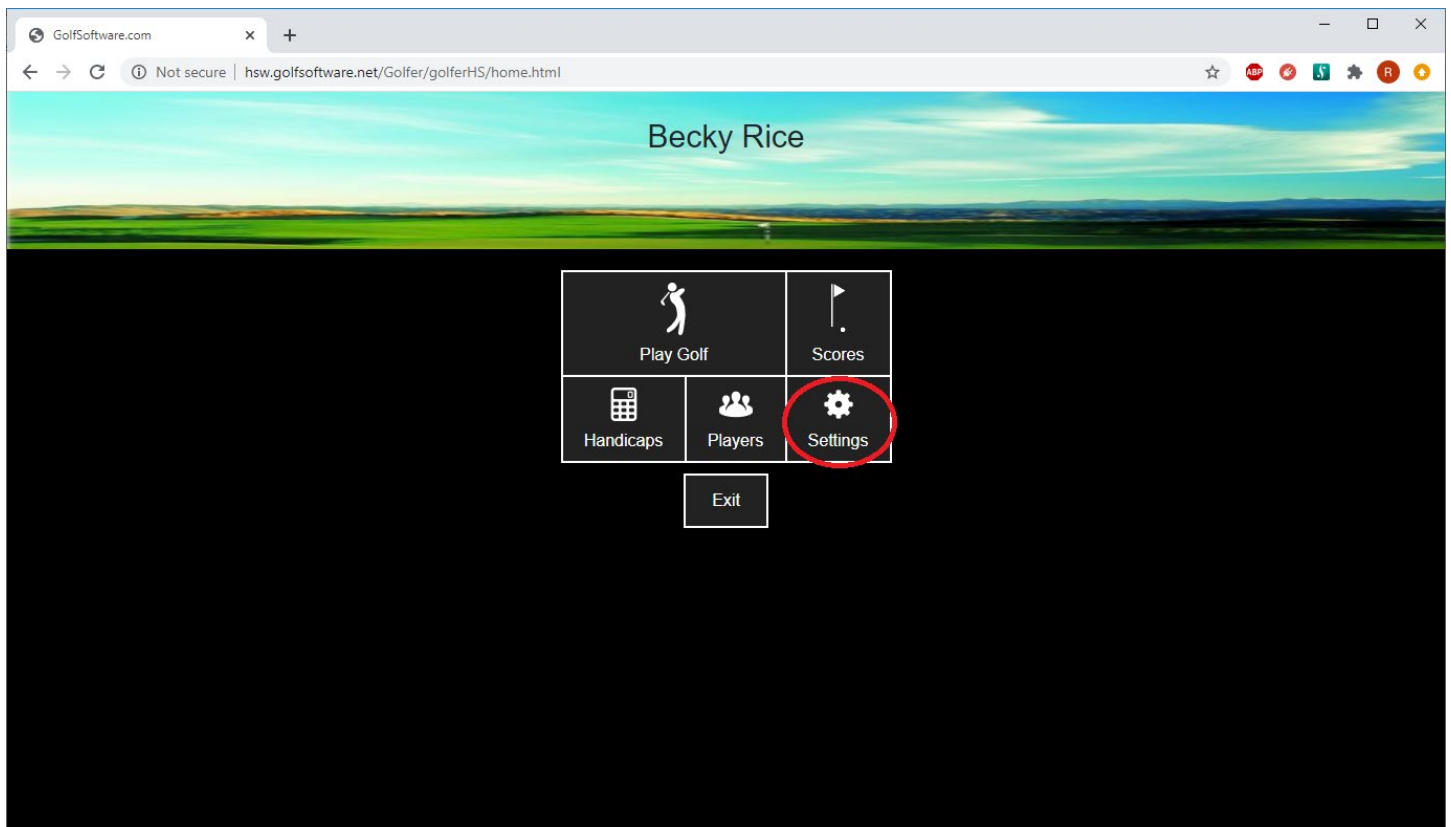 GolfSoftware.com
Not secure | hsw.golfsoftware.net/Golfer/golferHS/home.html
ABP
S
R
Becky Rice
Play Golf
Scores
Handicaps
Players
Settings
Exit